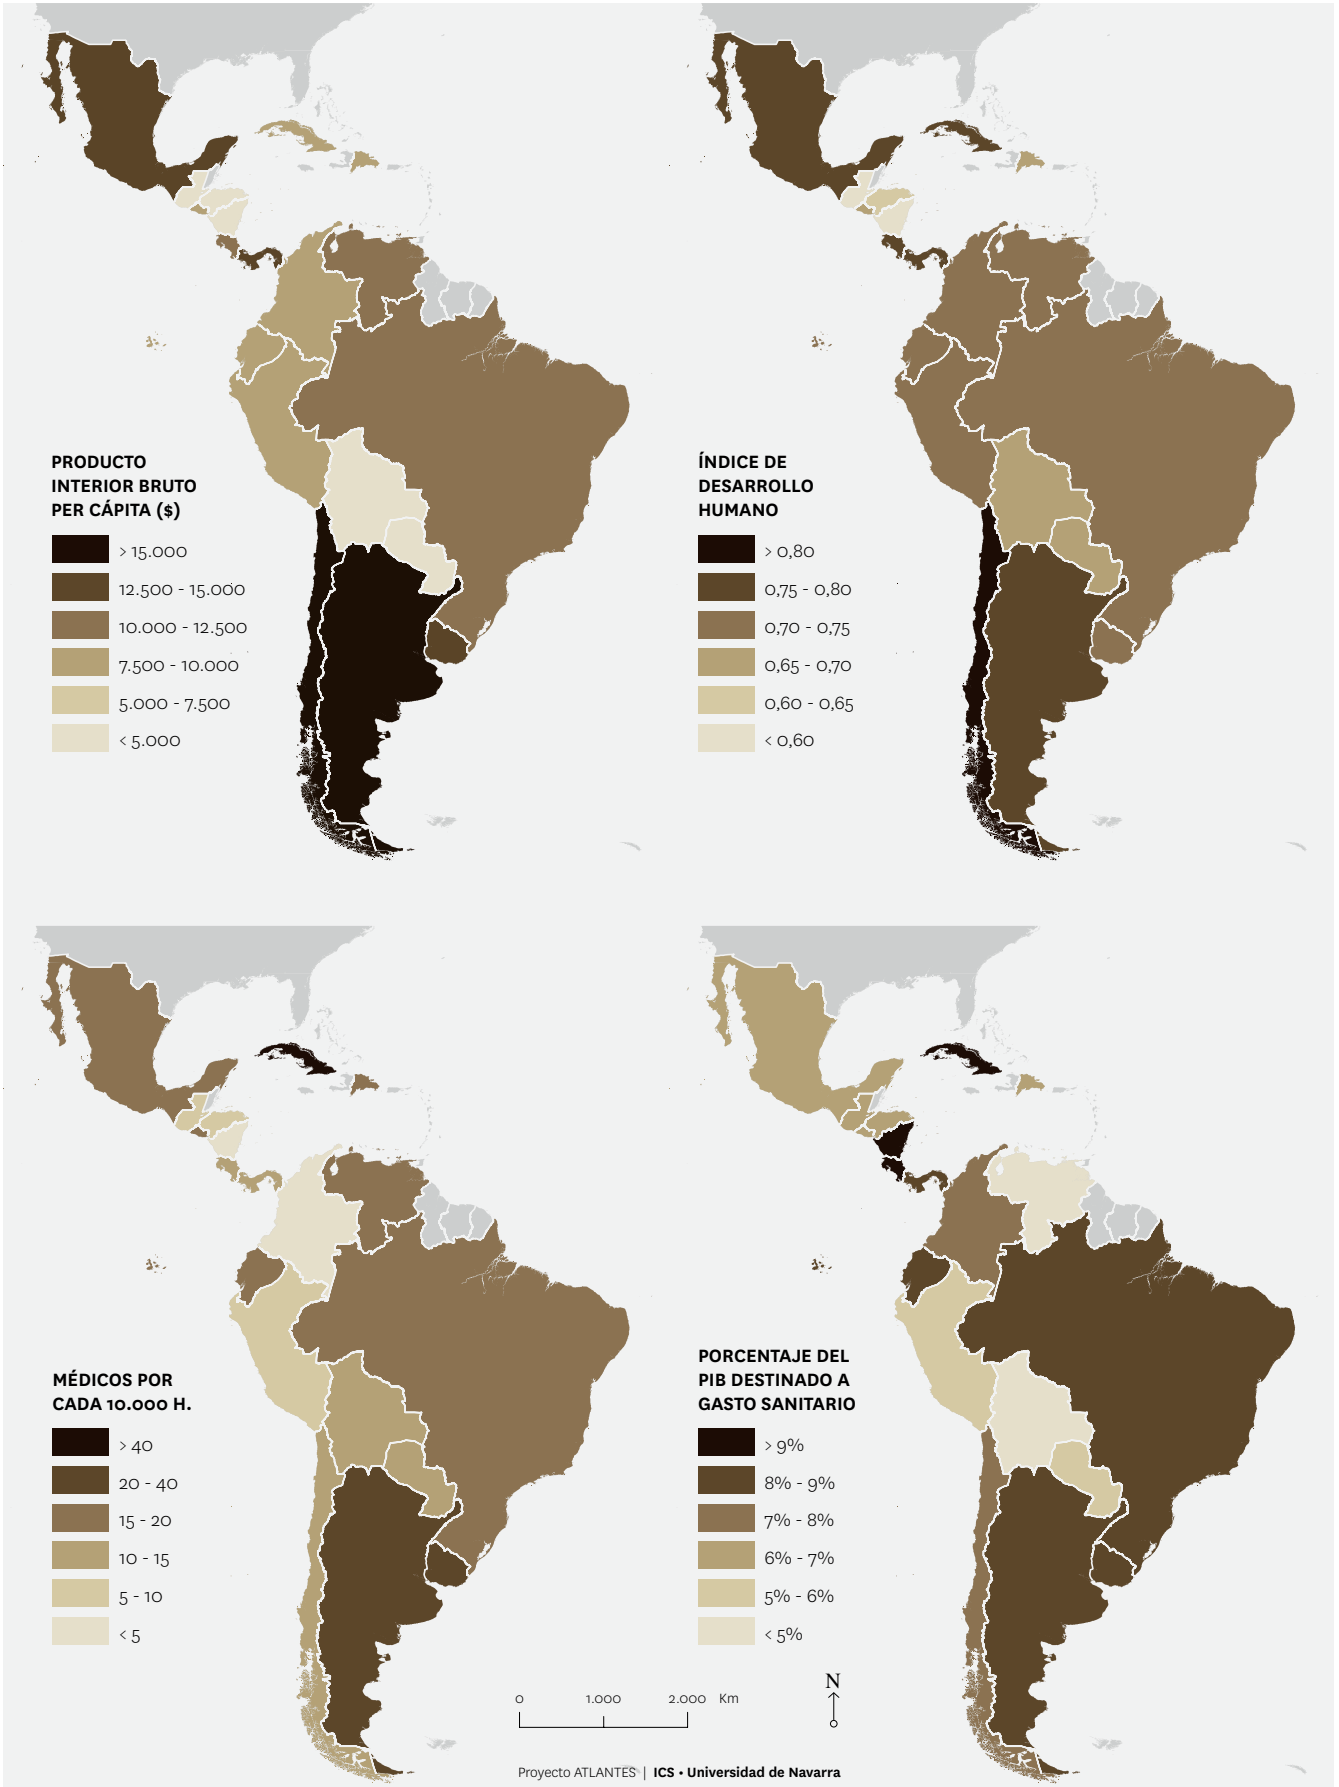 PRODUCTO
INTERIOR BRUTO
PER CÁPITA ($)
> 15.000
12.500 - 15.000
10.000 - 12.500
7.500 - 10.000
5.000 - 7.500
< 5.000
ÍNDICE DE
DESARROLLO
HUMANO
> 0,80
0,75 - 0,80
0,70 - 0,75
0,65 - 0,70
0,60 - 0,65
< 0,60
MÉDICOS POR
CADA 10.000 H.
> 40
20 - 40
15 - 20
10 - 15
5 - 10
< 5
PORCENTAJE DEL
PIB DESTINADO A
GASTO SANITARIO
> 9%
8% - 9%
7% - 8%
6% - 7%
5% - 6%
< 5%
0 1.000 2.000 Km
N
Proyecto ATLANTES | ICS • Universidad de Navarra